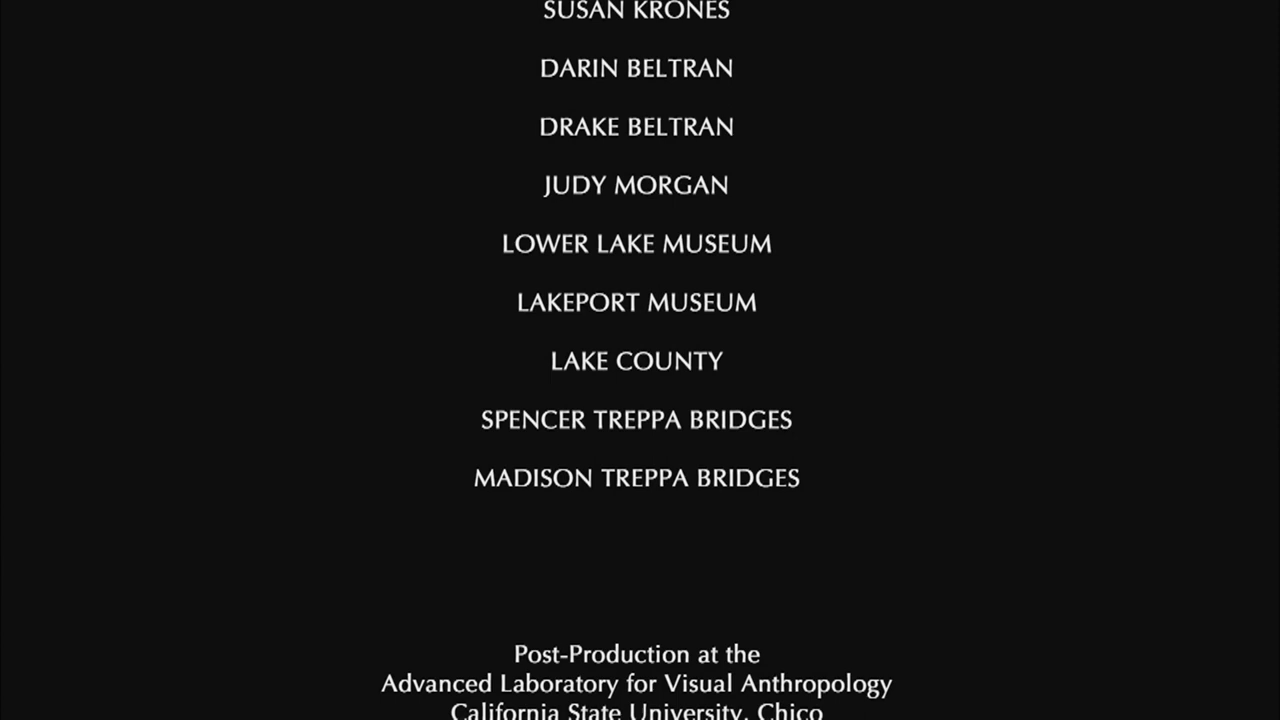 SUSAN KRONES
DARIN BELTRAN
DRAKE BELTRAN
JUDY MORGAN
LOWER LAKE MUSEUM
LAKEPORT MUSEUM
LAKE COUNTY
SPENCER TREPPA BRIDGES
MADISON TREPPA BRIDGES
Post-Production at the
Advanced Laboratory for Visual Anthropology
California State University, Chico